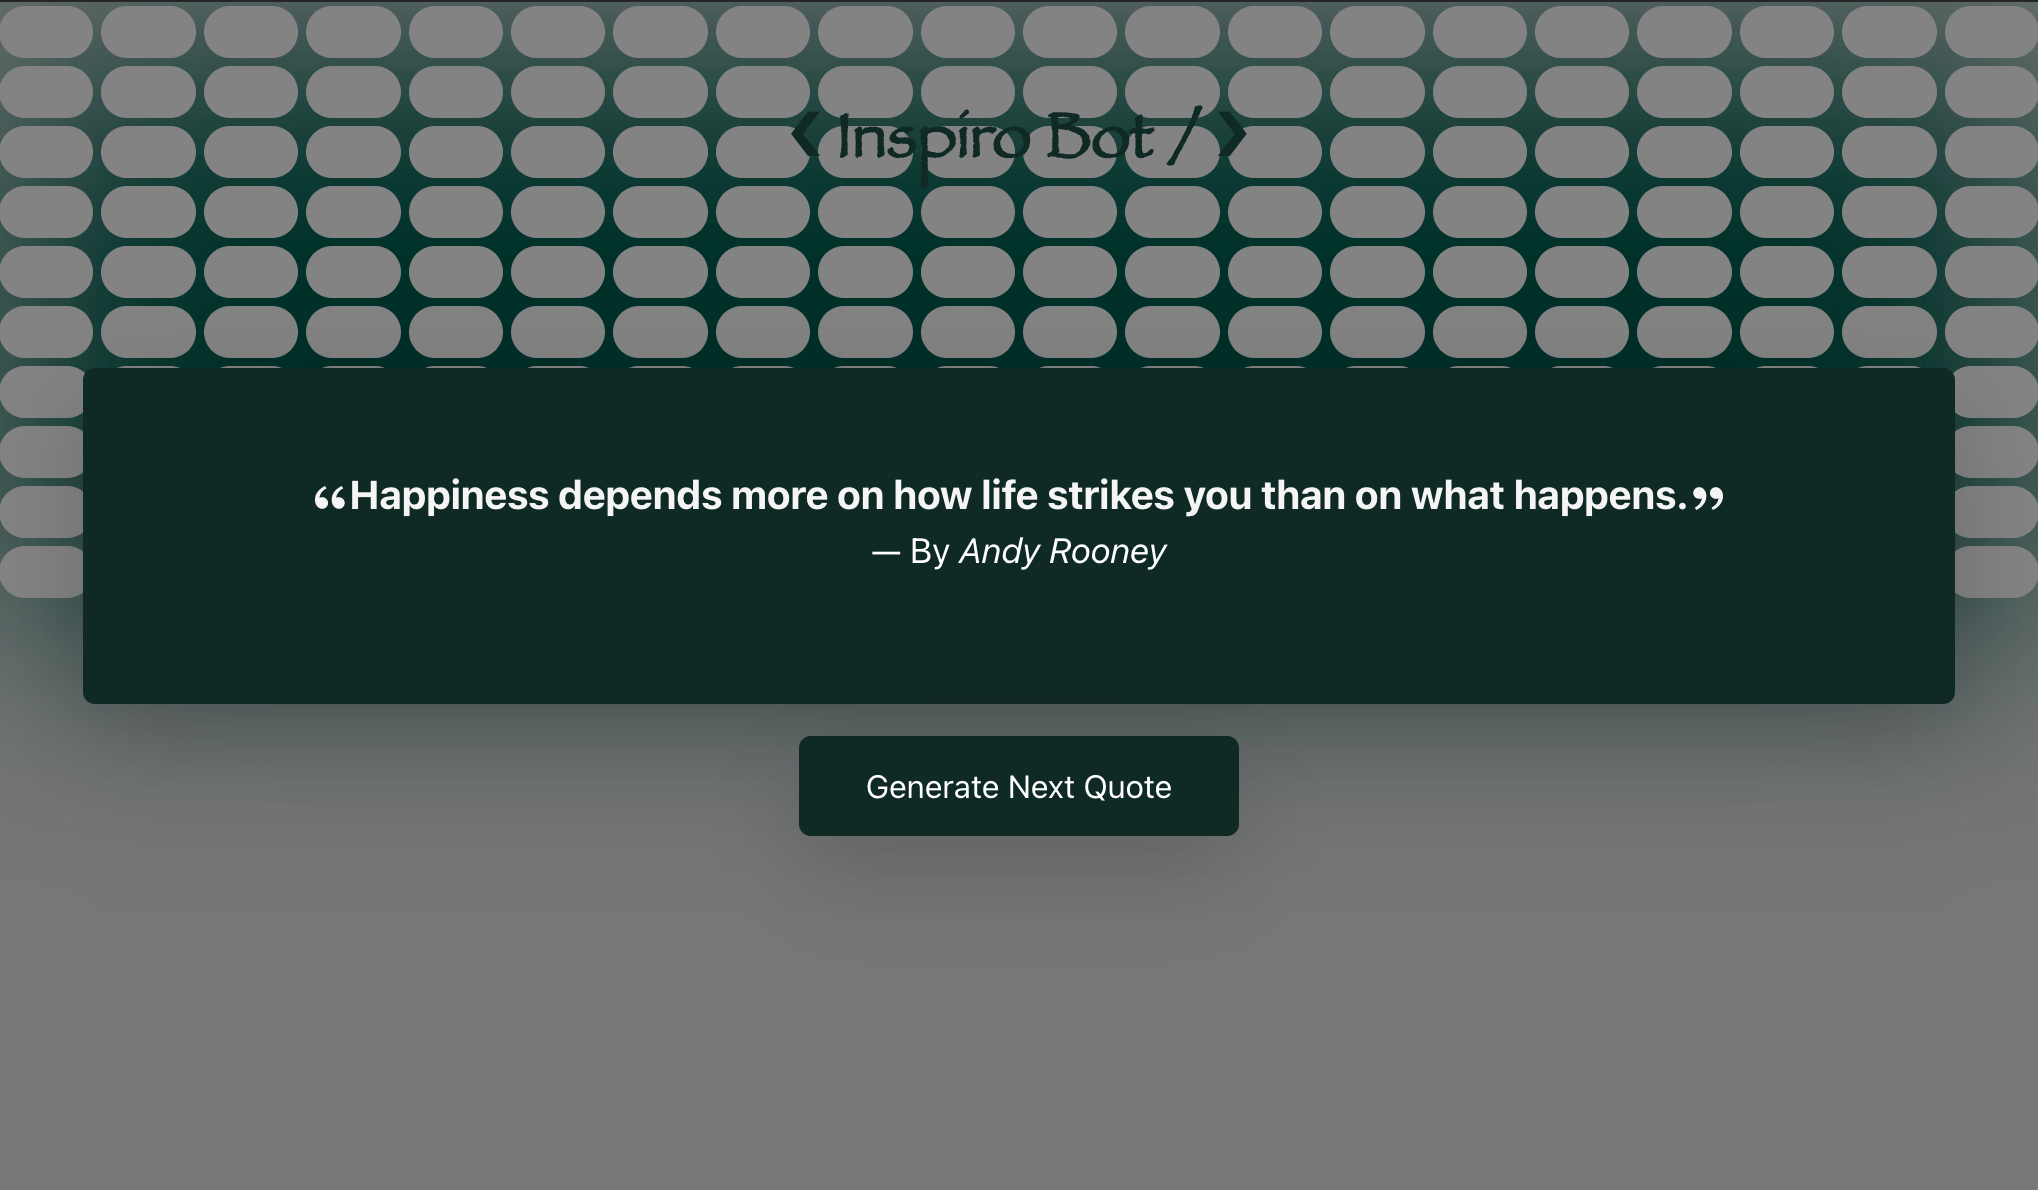 ❮ Inspiro Bot / ❯
“Happiness depends more on how life strikes you than on what happens.”
— By Andy Rooney
Generate Next Quote